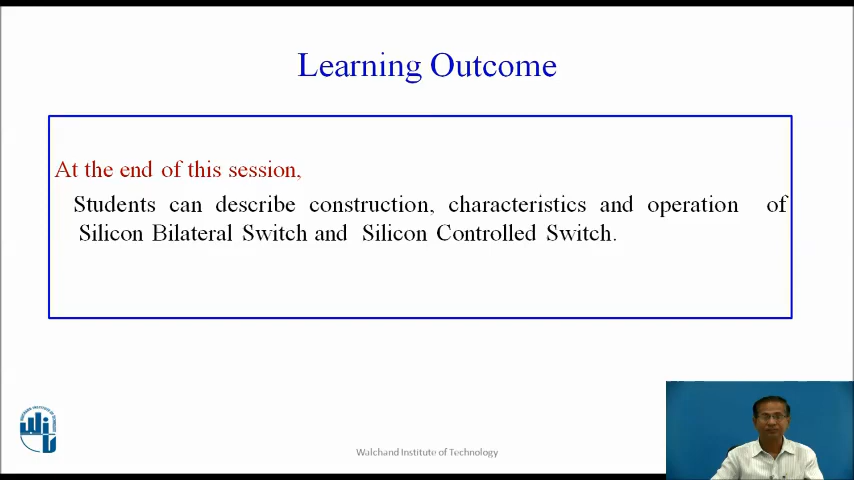 Learning Outcome
At the end of this session,
Students can describe construction, characteristics and operation of
Silicon Bilateral Switch and Silicon Controlled Switch.
Walchand Institute of Technology